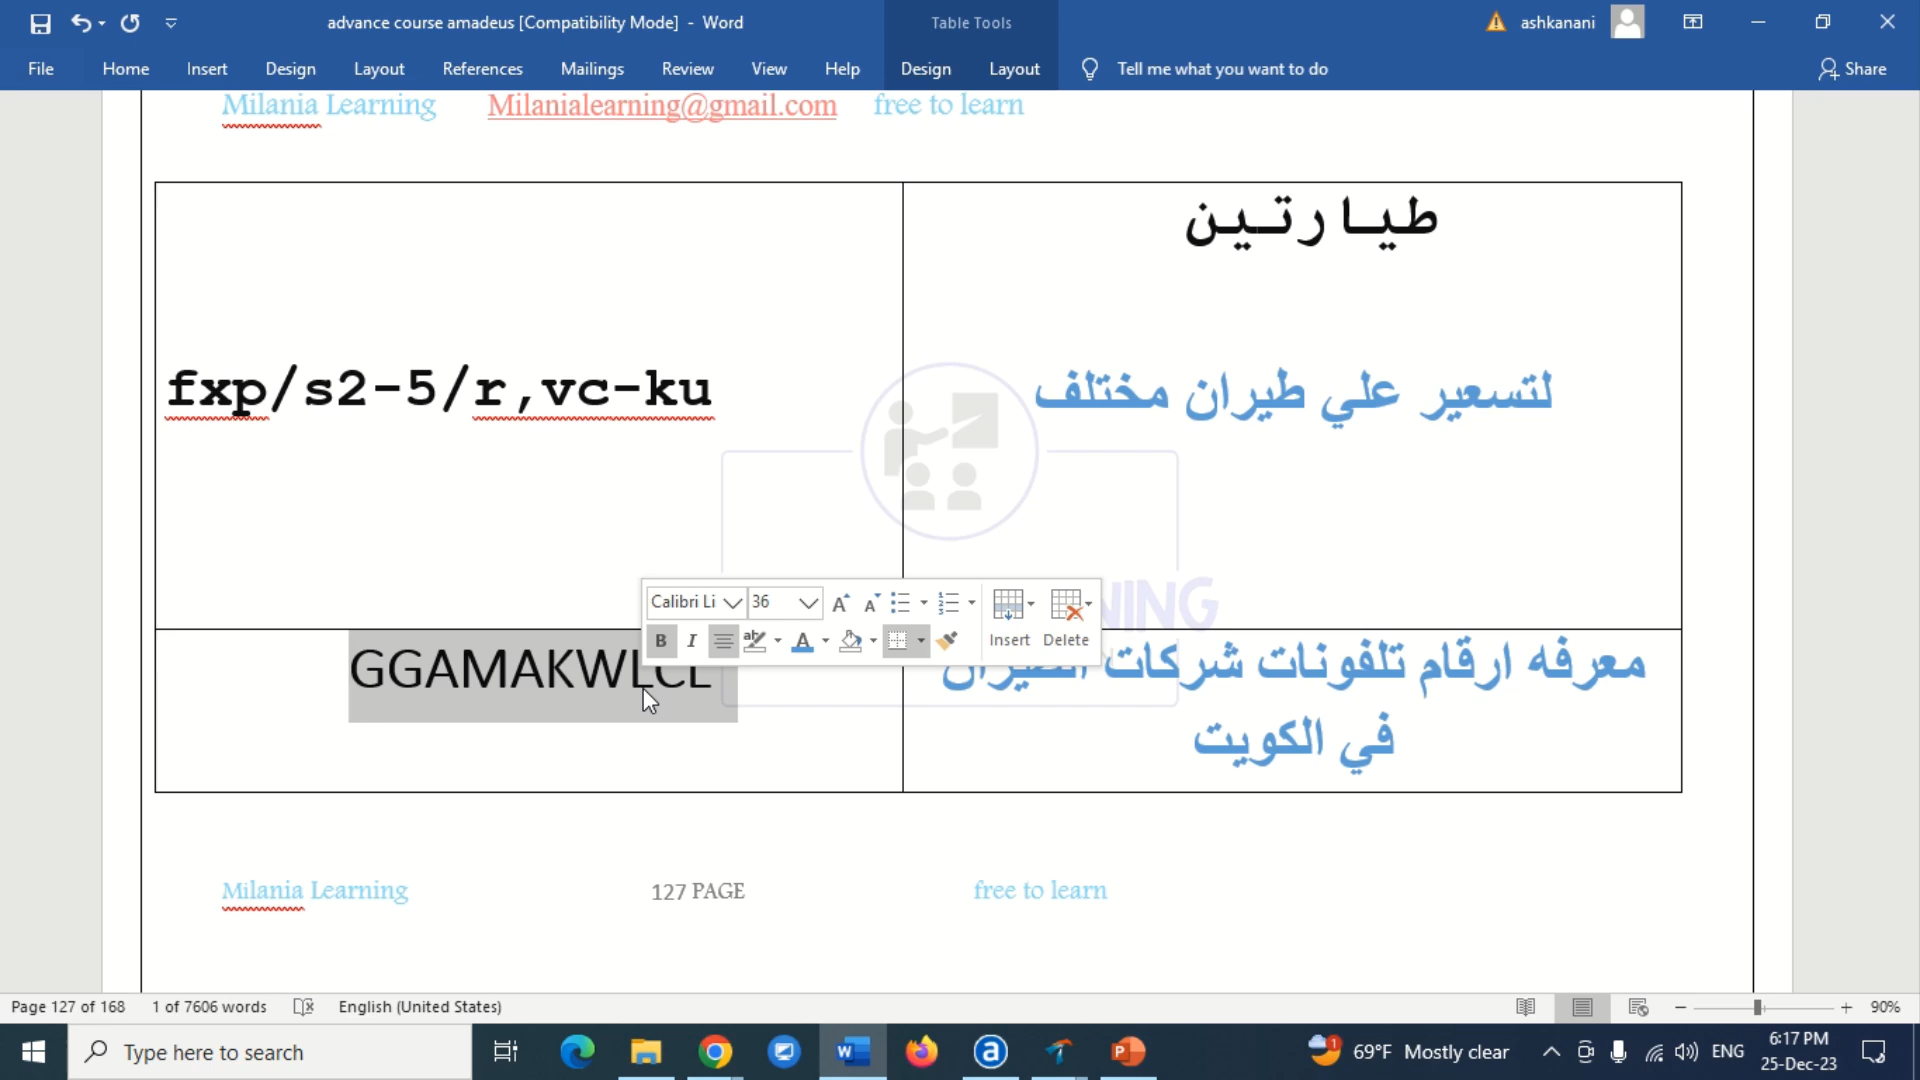 advance course amadeus [Compatibility Mode] - Word
Table Tools
ashkanani
File Home Insert Design Layout References Mailings Review View Help Design Layout Tell me what you want to do Share
Milania Learning Milanialearning@gmail.com free to learn
طيارتين
fxp/s2-5/r,vc-ku
لتسعير علي طيران مختلف
Calibri Li 36
B I Insert Delete
NING
GGAMAKWLCL
معرفه ارقام تلفونات شركات الطيران
في الكويت
Milania Learning 127 PAGE free to learn
Page 127 of 168 1 of 7606 words English (United States) 90%
Type here to search
69°F Mostly clear ENG
6:17 PM
25-Dec-23